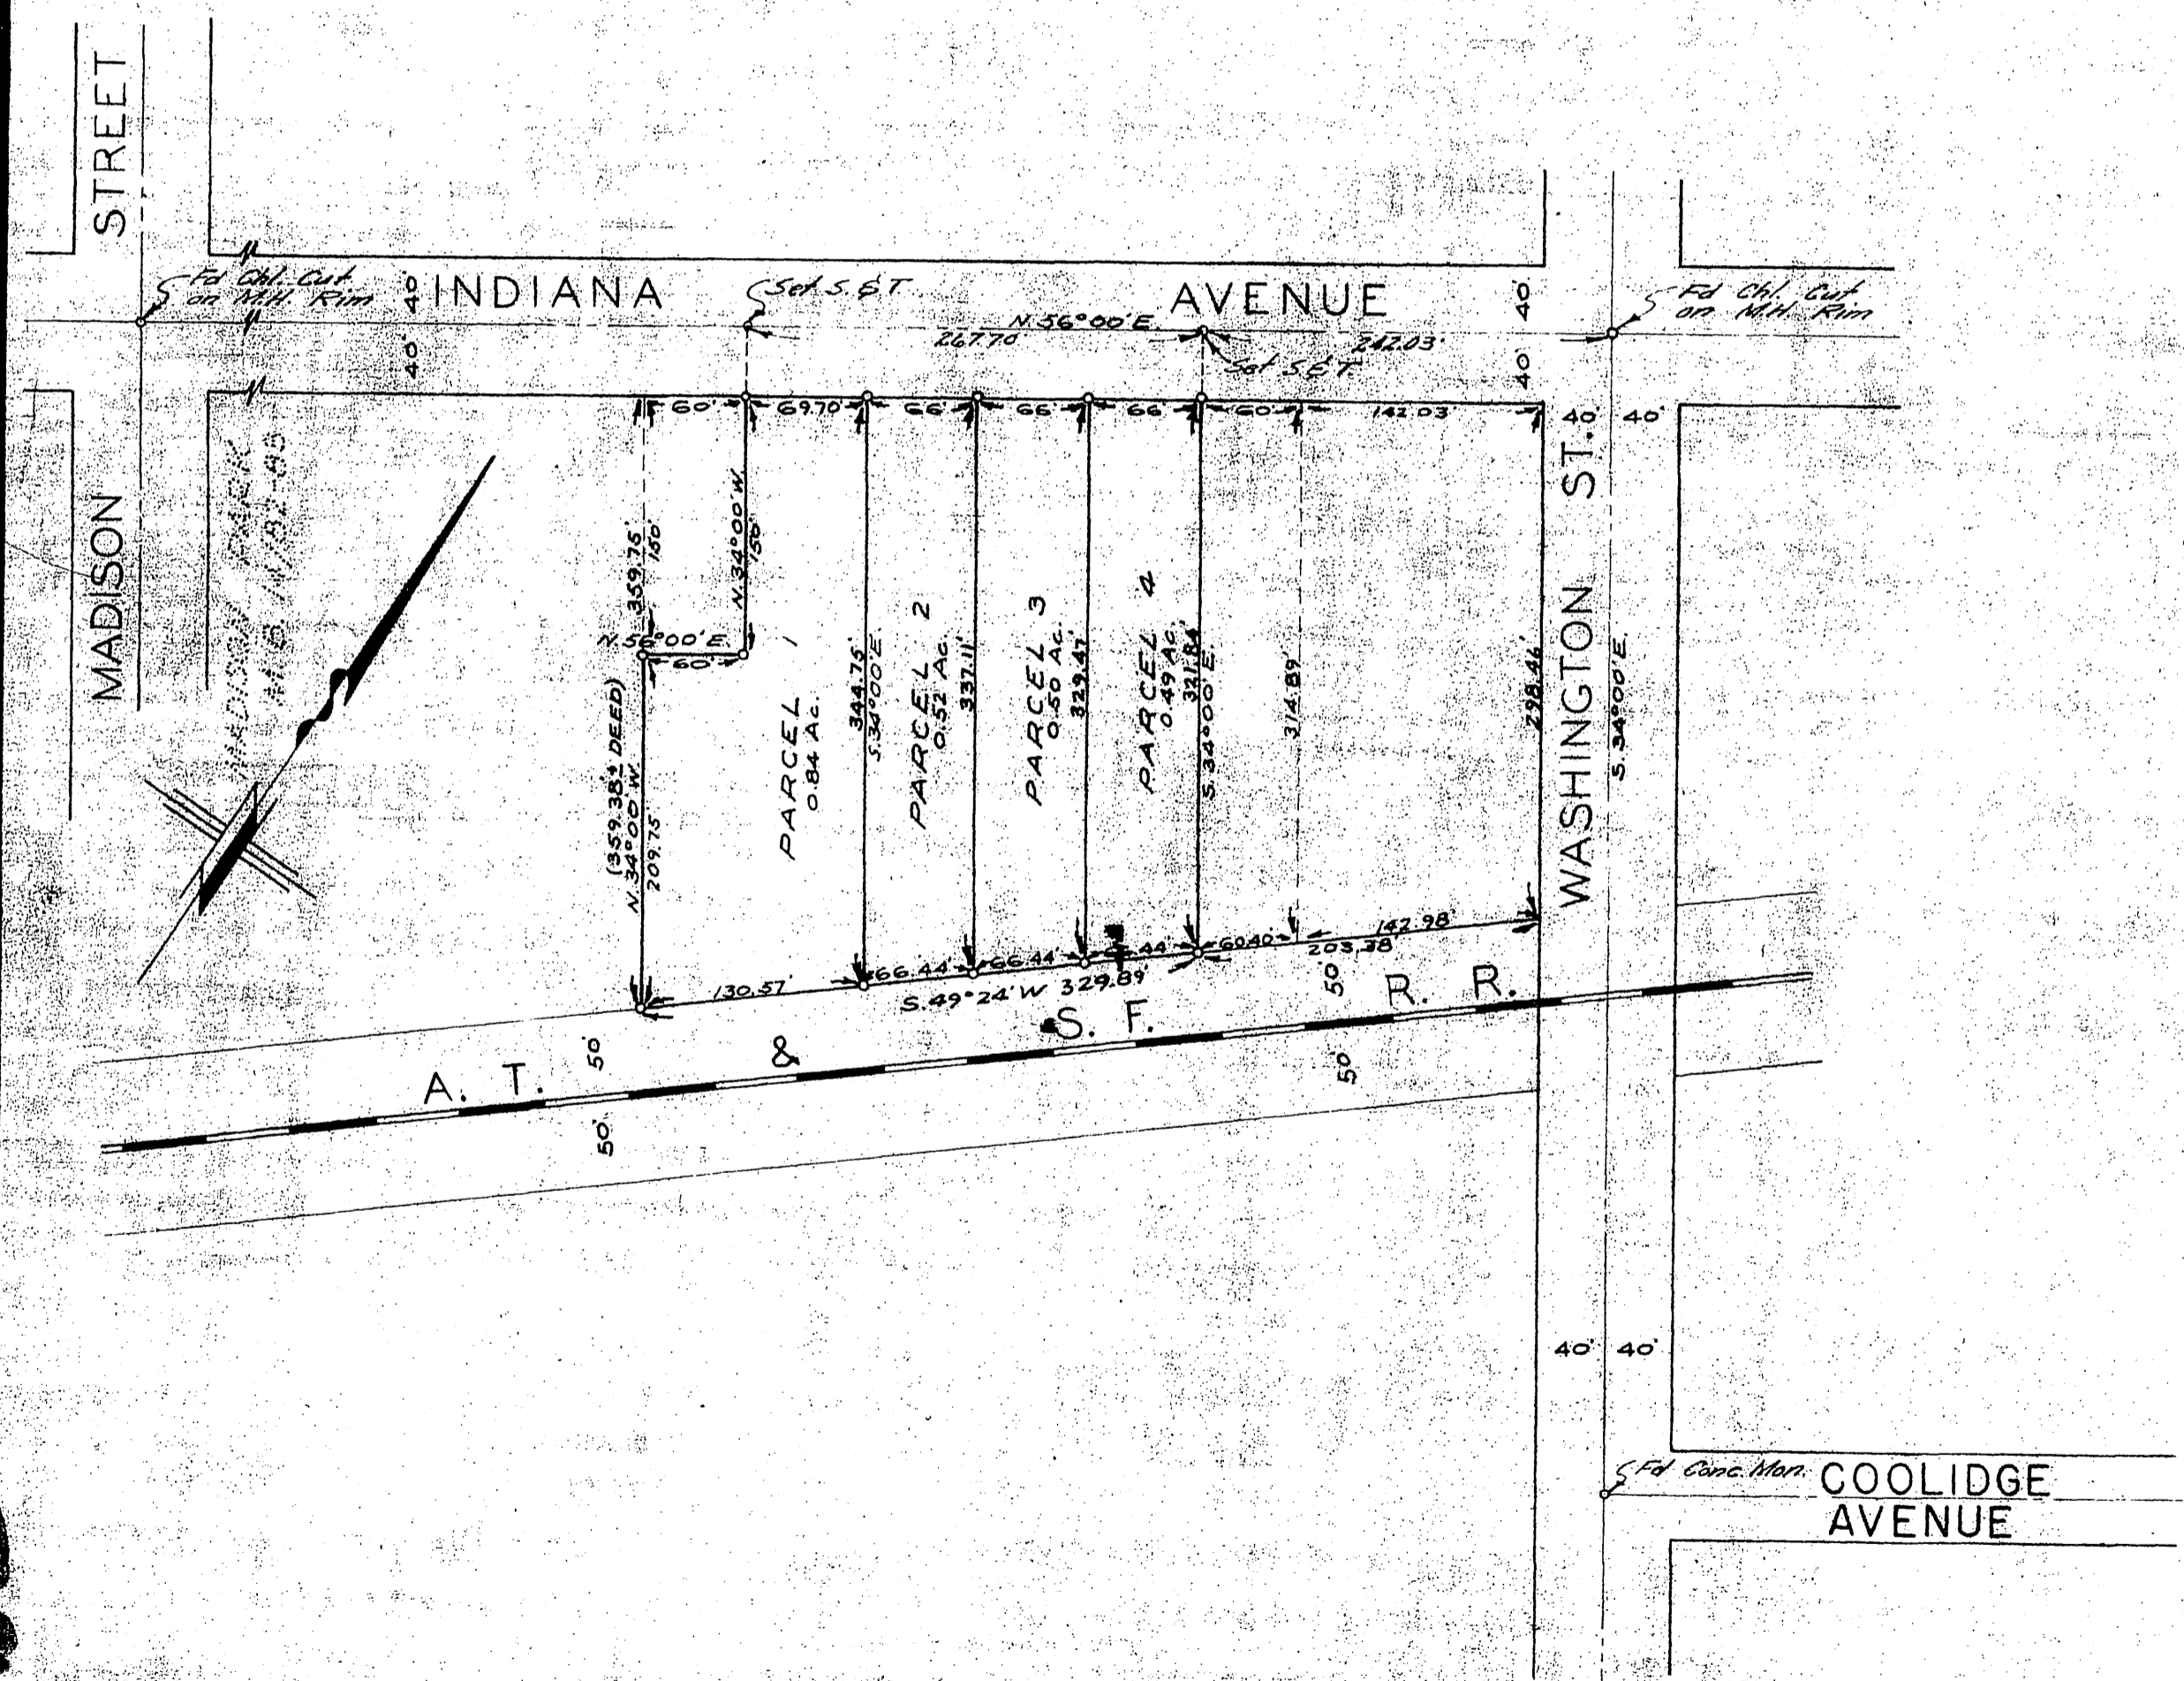 STREET
MADISON
Fd Chl. Cut
on M.H. Rim
40'
40'
INDIANA
AVENUE
Set S.&T.
N 56°00'E.
267.70'
242.03'
Set S.&T.
40'
40'
Fd Chl. Cut
on M.H. Rim
60'
69.70'
66'
66'
66'
60'
142.03'
40' 40'
MADISON PARK
359.75'
150'
N.34°00'W.
150'
N.56°00'E.
60'
(359.38'± DEED)
N 34°00'W.
209.75'
PARCEL 1
0.84 Ac.
344.75'
S.34°00'E.
PARCEL 2
0.52 Ac.
337.11'
PARCEL 3
0.50 Ac.
329.47'
PARCEL 4
0.49 Ac.
321.84'
S.34°00'E.
314.89'
298.46'
WASHINGTON ST.
S.34°00'E.
130.57'
66.44'
66.44'
44'
60.40'
142.98'
203.38'
S.49°24'W 329.89'
A. T. & S. F. R. R.
50'
50'
50'
50'
40' 40'
Fd Conc. Mon.
COOLIDGE
AVENUE